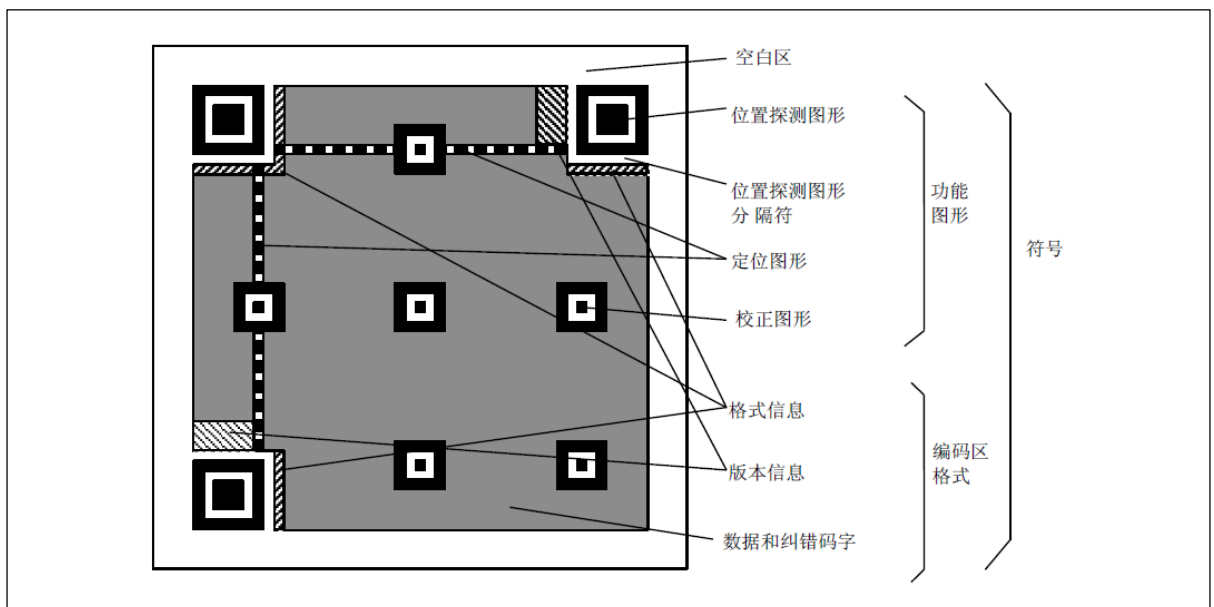 空白区
位置探测图形
位置探测图形
分 隔符
定位图形
校正图形
格式信息
版本信息
数据和纠错码字
功能
图形
编码区
格式
符号